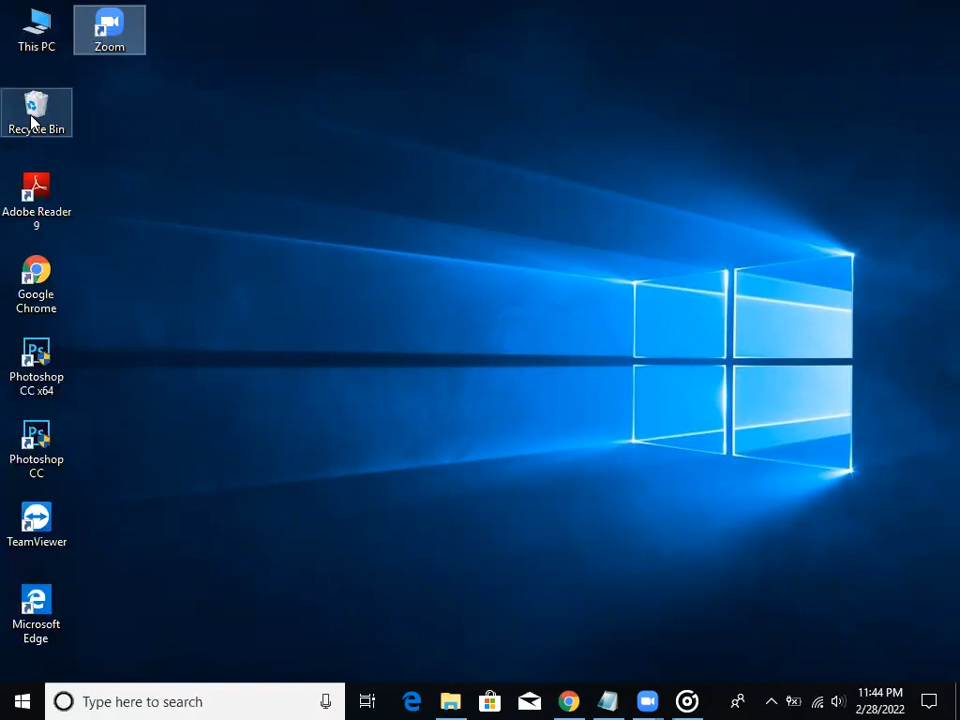 This PC
Zoom
Recycle Bin
Adobe Reader
9
Google
Chrome
Photoshop
CC x64
Photoshop
CC
TeamViewer
Microsoft
Edge
Type here to search
11:44 PM
2/28/2022